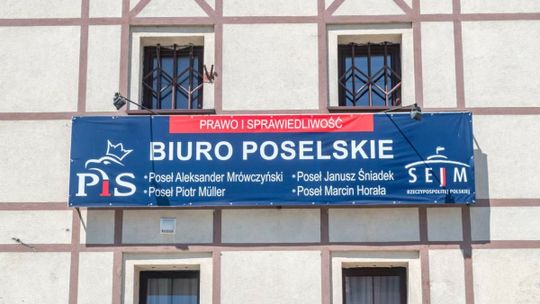 PRAWO I SPRAWIEDLIWOŚĆ
BIURO POSELSKIE
PiS
• Poseł Aleksander Mrówczyński
• Poseł Piotr Müller
• Poseł Janusz Śniadek
• Poseł Marcin Horała
SEJM
RZECZYPOSPOLITEJ POLSKIEJ